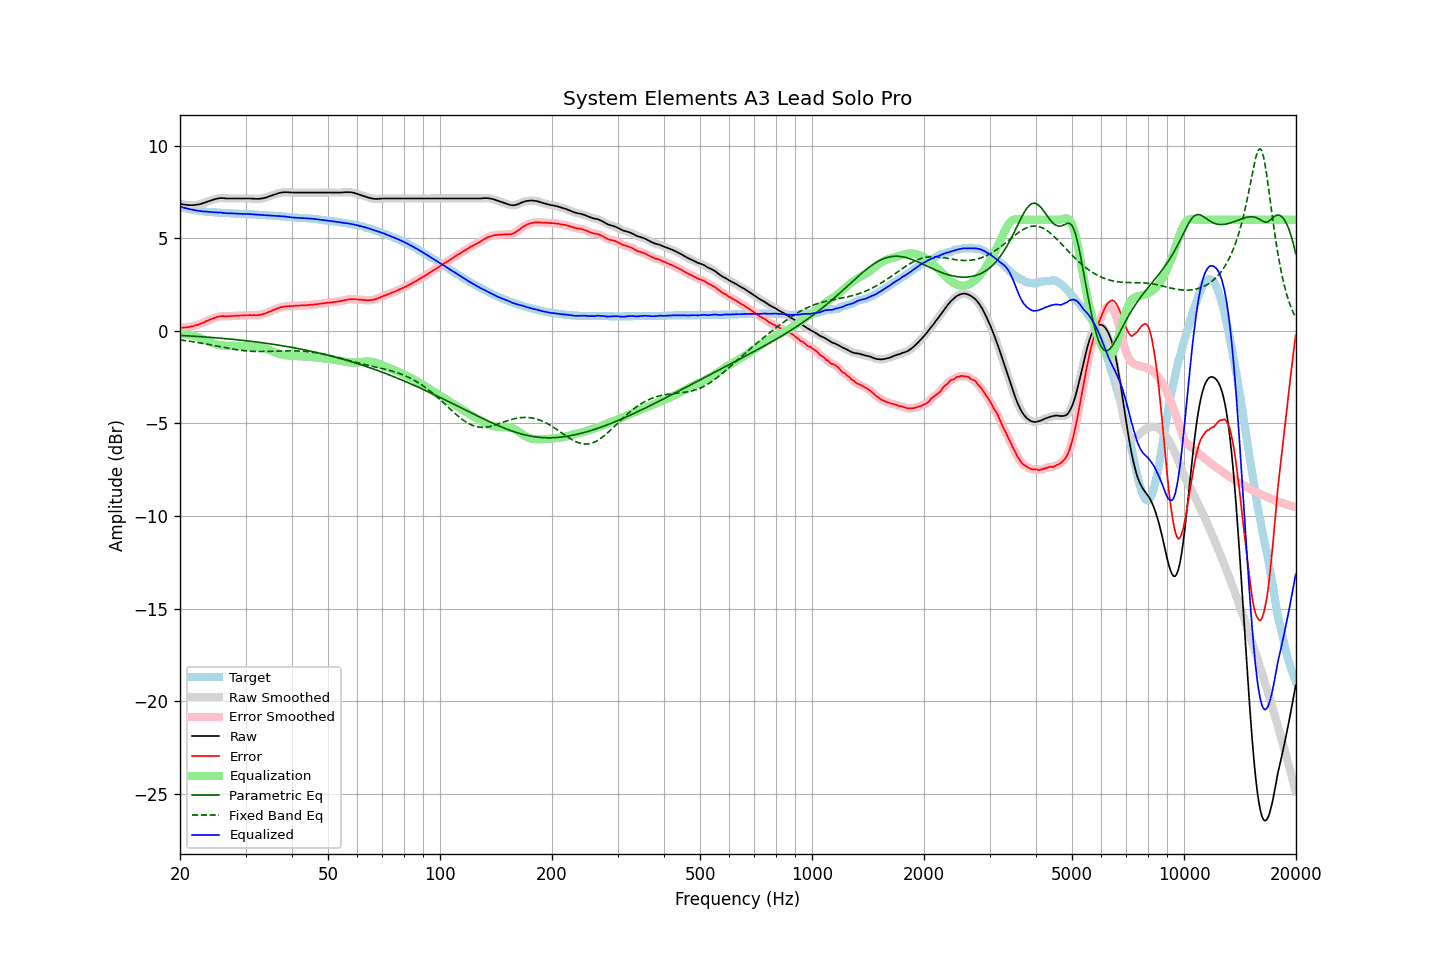 System Elements A3 Lead Solo Pro
10
5
0
−5
−10
−15
−20
−25
Amplitude (dBr)
Target
Raw Smoothed
Error Smoothed
Raw
Error
Equalization
Parametric Eq
Fixed Band Eq
Equalized
20 50 100 200 500 1000 2000 5000 10000 20000
Frequency (Hz)